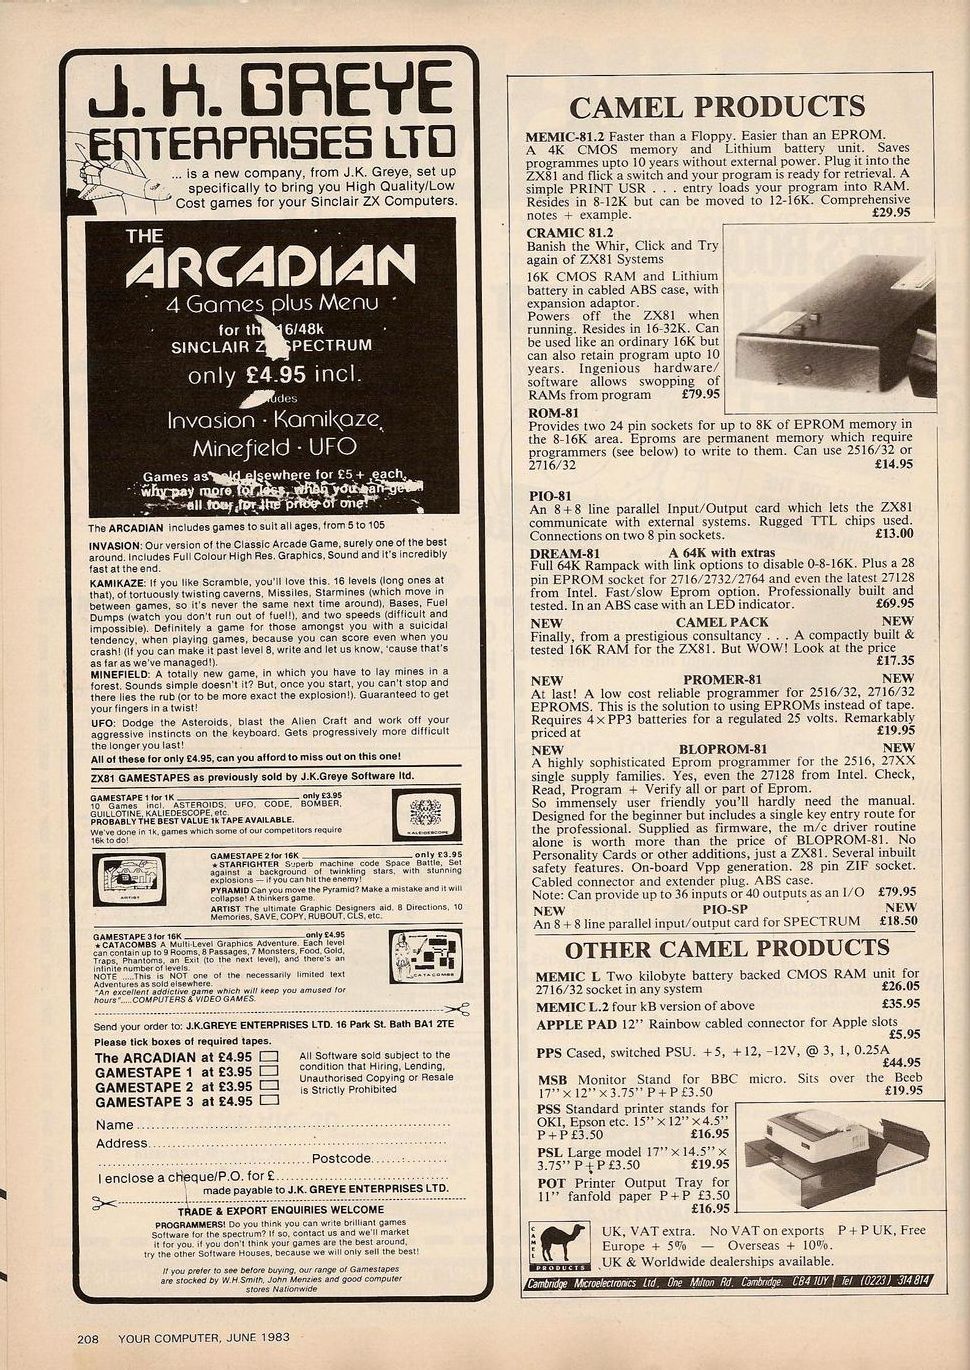 J.K. GREYE
ENTERPRISES LTD
... is a new company, from J.K. Greye, set up
specifically to bring you High Quality/Low
Cost games for your Sinclair ZX Computers.
THE
ARCADIAN
4 Games plus Menu
for the 16/48k
SINCLAIR ZX SPECTRUM
only £4.95 incl.
Invasion · Kamikaze
Minefield · UFO
Games as sold elsewhere for £5+ each,
why pay more for less, when you can get
all four for the price of one!
The ARCADIAN includes games to suit all ages, from 5 to 105
INVASION: Our version of the Classic Arcade Game, surely one of the best
around. Includes Full Colour High Res. Graphics, Sound and it's incredibly
fast at the end.
KAMIKAZE: If you like Scramble, you'll love this. 16 levels (long ones at
that), of tortuously twisting caverns, Missiles, Starmines (which move in
between games, so it's never the same next time around), Bases, Fuel
Dumps (watch you don't run out of fuel!), and two speeds (difficult and
impossible). Definitely a game for those amongst you with a suicidal
tendency, when playing games, because you can score even when you
crash! (If you can make it past level 8, write and let us know, 'cause that's
as far as we've managed!).
MINEFIELD: A totally new game, in which you have to lay mines in a
forest. Sounds simple doesn't it? But, once you start, you can't stop and
there lies the rub (or to be more exact the explosion!). Guaranteed to get
your fingers in a twist!
UFO: Dodge the Asteroids, blast the Alien Craft and work off your
aggressive instincts on the keyboard. Gets progressively more difficult
the longer you last!
All of these for only £4.95, can you afford to miss out on this one!
ZX81 GAMESTAPES as previously sold by J.K.Greye Software ltd.
GAMESTAPE 1 for 1K only £3.95
10 Games incl. ASTEROIDS, UFO, CODE, BOMBER,
GUILLOTINE, KALIEDESCOPE, etc.
PROBABLY THE BEST VALUE 1k TAPE AVAILABLE.
We've done in 1k, games which some of our competitors require
16k to do!
KALEIDESCOPE
GAMESTAPE 2 for 16K only £3.95
★STARFIGHTER Superb machine code Space Battle, Set
against a background of twinkling stars, with stunning
explosions — if you can hit the enemy!
PYRAMID Can you move the Pyramid? Make a mistake and it will
collapse! A thinkers game.
ARTIST The ultimate Graphic Designers aid. 8 Directions, 10
Memories, SAVE, COPY, RUBOUT, CLS, etc.
ARTIST
GAMESTAPE 3 for 16K only £4.95
★CATACOMBS A Multi-Level Graphics Adventure. Each level
can contain up to 9 Rooms, 8 Passages, 7 Monsters, Food, Gold,
Traps, Phantoms, an Exit (to the next level), and there's an
infinite number of levels.
NOTE .....This is NOT one of the necessarily limited text
Adventures as sold elsewhere.
"An excellent addictive game which will keep you amused for
hours".....COMPUTERS & VIDEO GAMES.
CATACOMBS
Send your order to: J.K.GREYE ENTERPRISES LTD. 16 Park St. Bath BA1 2TE
Please tick boxes of required tapes.
The ARCADIAN at £4.95
GAMESTAPE 1 at £3.95
GAMESTAPE 2 at £3.95
GAMESTAPE 3 at £4.95
All Software sold subject to the
condition that Hiring, Lending,
Unauthorised Copying or Resale
is Strictly Prohibited
Name
Address
Postcode
I enclose a cheque/P.O. for £
made payable to J.K. GREYE ENTERPRISES LTD.
TRADE & EXPORT ENQUIRIES WELCOME
PROGRAMMERS! Do you think you can write brilliant games
Software for the spectrum? If so, contact us and we'll market
it for you. if you don't think your games are the best around,
try the other Software Houses, because we will only sell the best!
If you prefer to see before buying, our range of Gamestapes
are stocked by W.H.Smith, John Menzies and good computer
stores Nationwide
CAMEL PRODUCTS
MEMIC-81.2 Faster than a Floppy. Easier than an EPROM.
A 4K CMOS memory and Lithium battery unit. Saves
programmes upto 10 years without external power. Plug it into the
ZX81 and flick a switch and your program is ready for retrieval. A
simple PRINT USR . . . entry loads your program into RAM.
Resides in 8-12K but can be moved to 12-16K. Comprehensive
notes + example. £29.95
CRAMIC 81.2
Banish the Whir, Click and Try
again of ZX81 Systems
16K CMOS RAM and Lithium
battery in cabled ABS case, with
expansion adaptor.
Powers off the ZX81 when
running. Resides in 16-32K. Can
be used like an ordinary 16K but
can also retain program upto 10
years. Ingenious hardware/
software allows swopping of
RAMs from program £79.95
ROM-81
Provides two 24 pin sockets for up to 8K of EPROM memory in
the 8-16K area. Eproms are permanent memory which require
programmers (see below) to write to them. Can use 2516/32 or
2716/32 £14.95
PIO-81
An 8+8 line parallel Input/Output card which lets the ZX81
communicate with external systems. Rugged TTL chips used.
Connections on two 8 pin sockets. £13.00
DREAM-81 A 64K with extras
Full 64K Rampack with link options to disable 0-8-16K. Plus a 28
pin EPROM socket for 2716/2732/2764 and even the latest 27128
from Intel. Fast/slow Eprom option. Professionally built and
tested. In an ABS case with an LED indicator. £69.95
NEW CAMEL PACK NEW
Finally, from a prestigious consultancy . . . A compactly built &
tested 16K RAM for the ZX81. But WOW! Look at the price
£17.35
NEW PROMER-81 NEW
At last! A low cost reliable programmer for 2516/32, 2716/32
EPROMS. This is the solution to using EPROMs instead of tape.
Requires 4×PP3 batteries for a regulated 25 volts. Remarkably
priced at £19.95
NEW BLOPROM-81 NEW
A highly sophisticated Eprom programmer for the 2516, 27XX
single supply families. Yes, even the 27128 from Intel. Check,
Read, Program + Verify all or part of Eprom.
So immensely user friendly you'll hardly need the manual.
Designed for the beginner but includes a single key entry route for
the professional. Supplied as firmware, the m/c driver routine
alone is worth more than the price of BLOPROM-81. No
Personality Cards or other additions, just a ZX81. Several inbuilt
safety features. On-board Vpp generation. 28 pin ZIF socket.
Cabled connector and extender plug. ABS case.
Note: Can provide up to 36 inputs or 40 outputs as an I/O £79.95
NEW PIO-SP NEW
An 8+8 line parallel input/output card for SPECTRUM £18.50
OTHER CAMEL PRODUCTS
MEMIC L Two kilobyte battery backed CMOS RAM unit for
2716/32 socket in any system £26.05
MEMIC L.2 four kB version of above £35.95
APPLE PAD 12" Rainbow cabled connector for Apple slots
£5.95
PPS Cased, switched PSU. +5, +12, -12V, @ 3, 1, 0.25A
£44.95
MSB Monitor Stand for BBC micro. Sits over the Beeb
17"×12"×3.75" P+P £3.50 £19.95
PSS Standard printer stands for
OKI, Epson etc. 15"×12"×4.5"
P+P £3.50 £16.95
PSL Large model 17"×14.5"×
3.75" P+P £3.50 £19.95
POT Printer Output Tray for
11" fanfold paper P+P £3.50
£16.95
CAMEL
PRODUCTS
UK, VAT extra. No VAT on exports P+P UK, Free
Europe + 5% — Overseas + 10%.
UK & Worldwide dealerships available.
Cambridge Microelectronics Ltd, One Milton Rd, Cambridge. CB4 1UY Tel (0223) 314814
208 YOUR COMPUTER, JUNE 1983